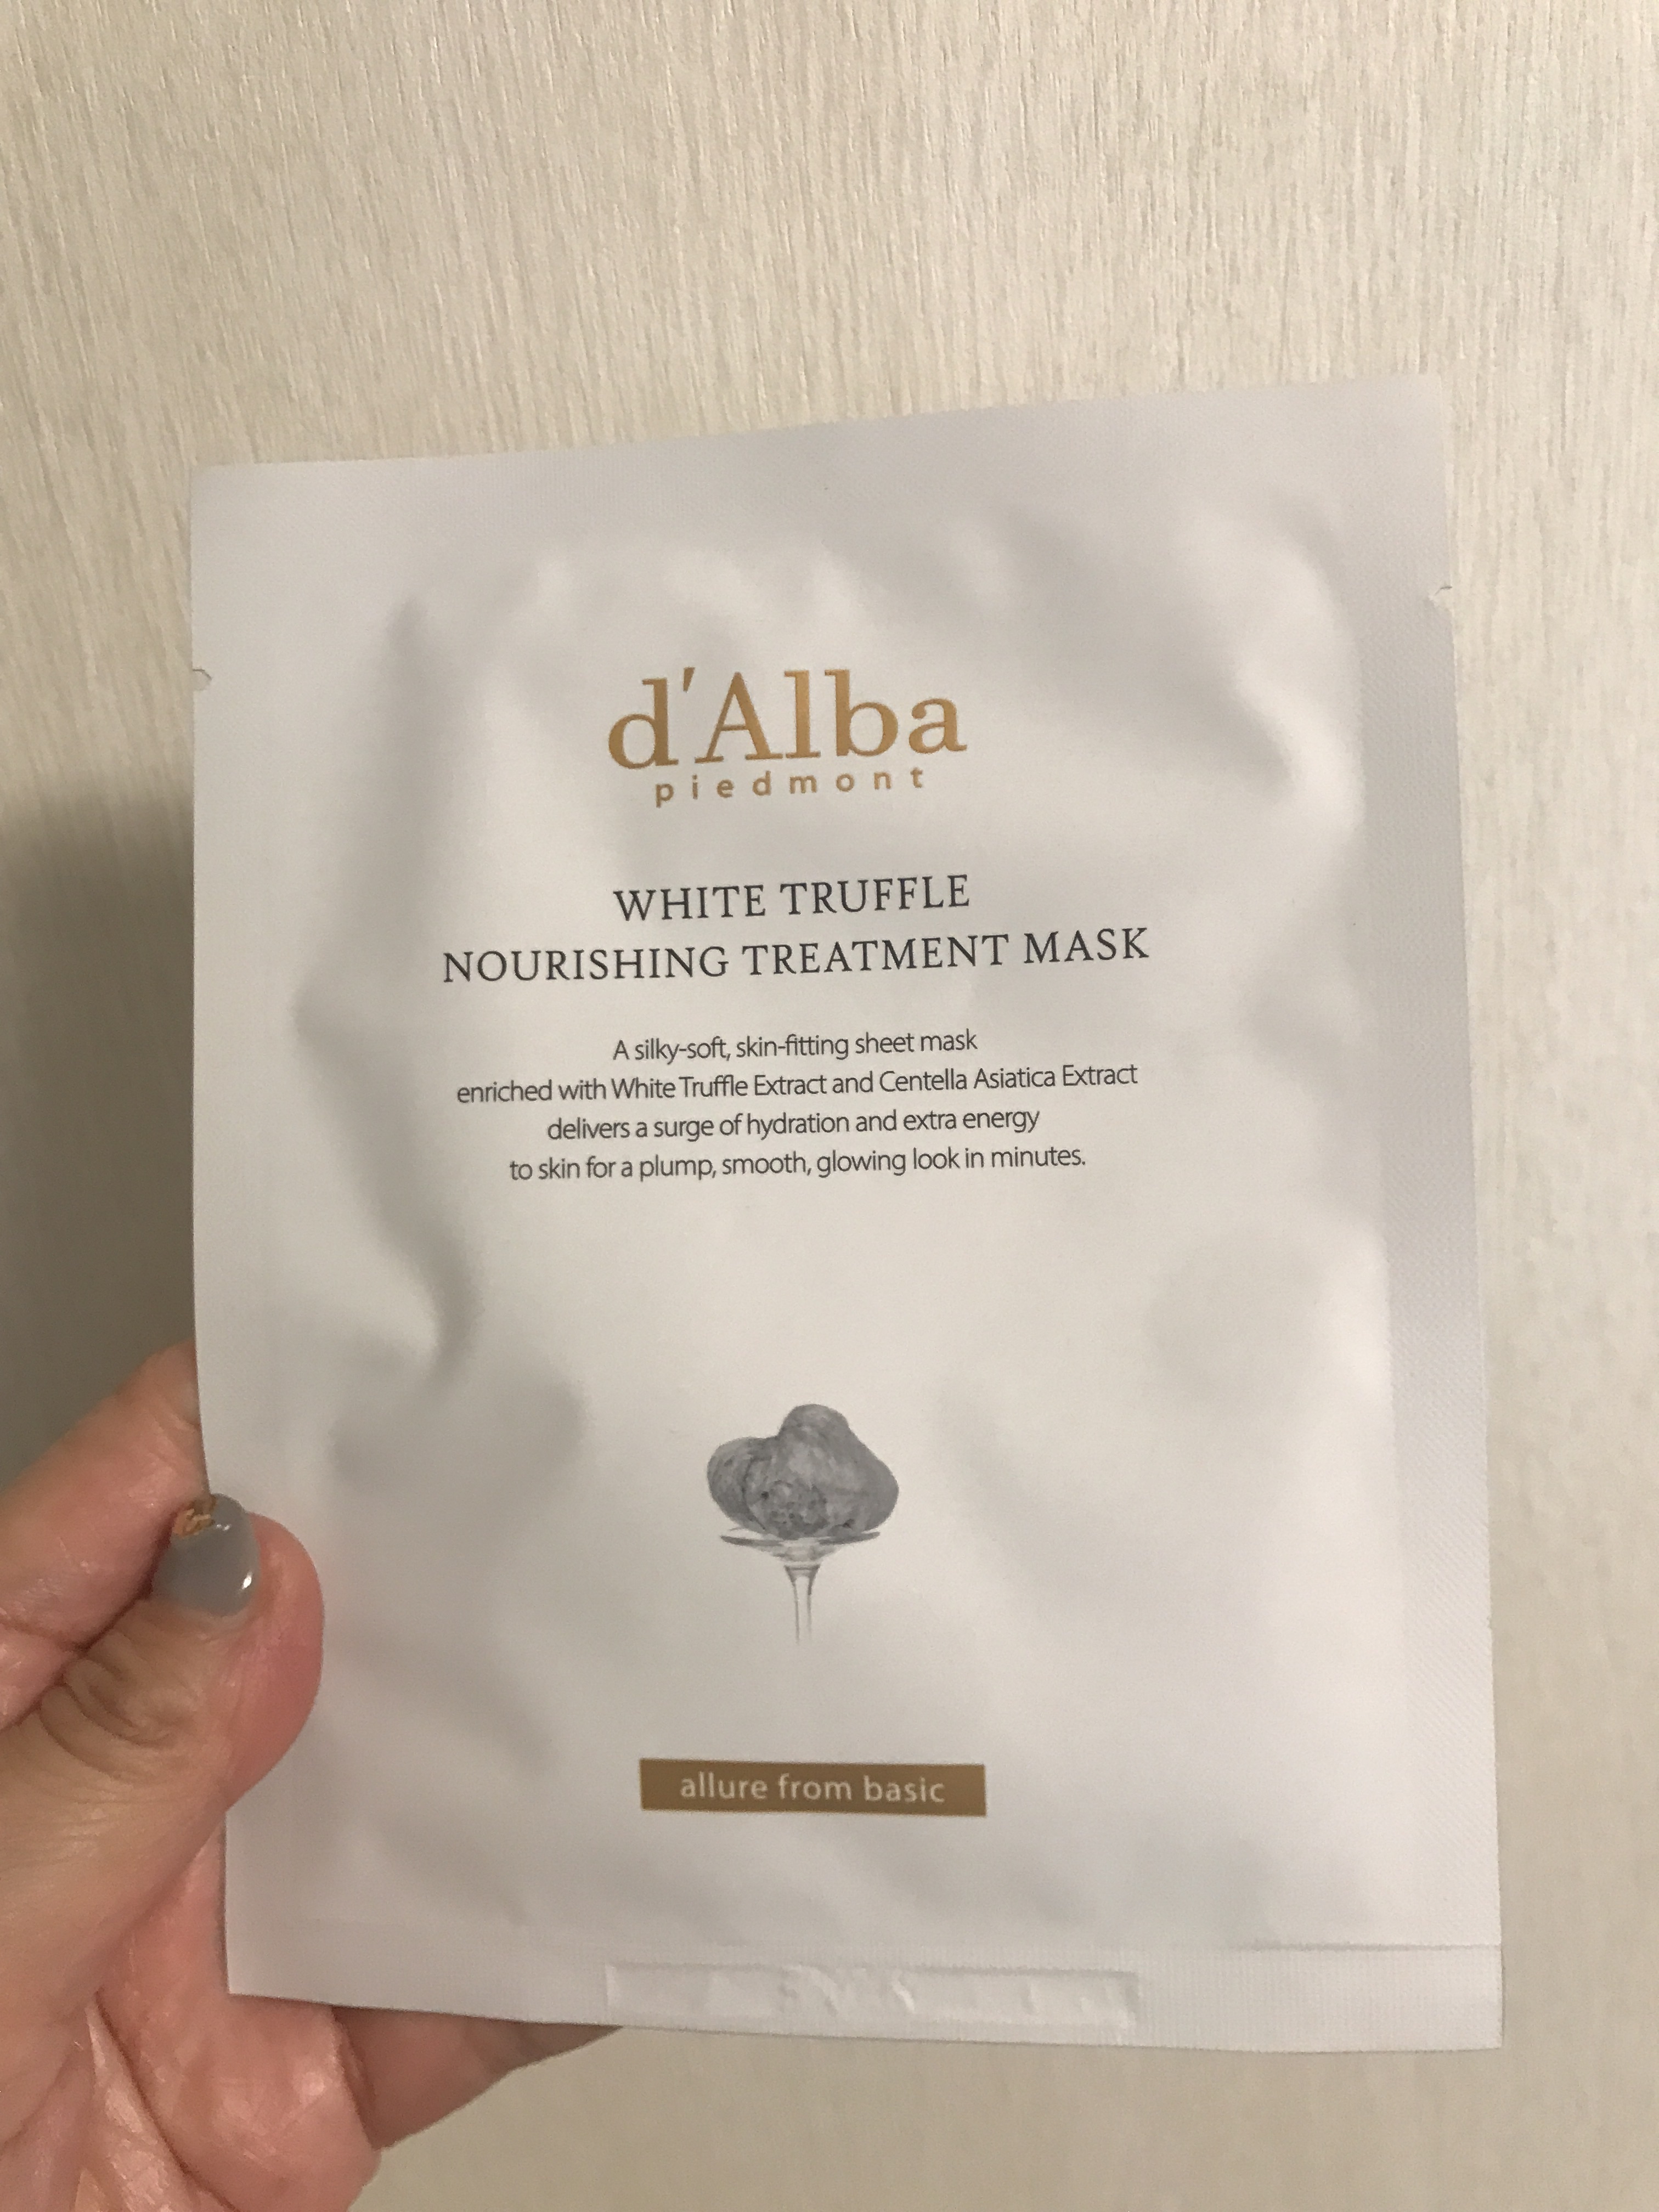 d'Alba
piedmont
WHITE TRUFFLE
NOURISHING TREATMENT MASK
A silky-soft, skin-fitting sheet mask
enriched with White Truffle Extract and Centella Asiatica Extract
delivers a surge of hydration and extra energy
to skin for a plump, smooth, glowing look in minutes.
allure from basic